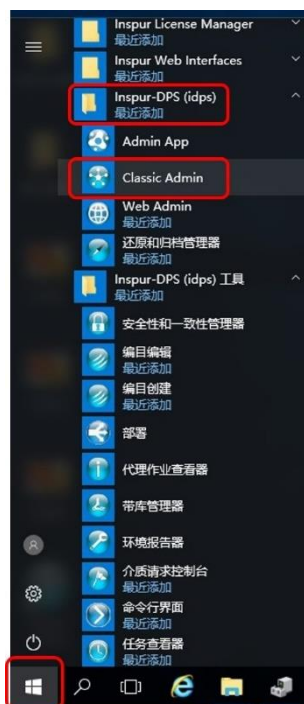 Inspur License Manager
最近添加
Inspur Web Interfaces
最近添加
Inspur-DPS (idps)
最近添加
Admin App
Classic Admin
Web Admin
最近添加
还原和归档管理器
最近添加
Inspur-DPS (idps) 工具
最近添加
安全性和一致性管理器
编目编辑
最近添加
编目创建
最近添加
部署
代理作业查看器
带库管理器
环境报告器
介质请求控制台
最近添加
命令行界面
最近添加
任务查看器
最近添加